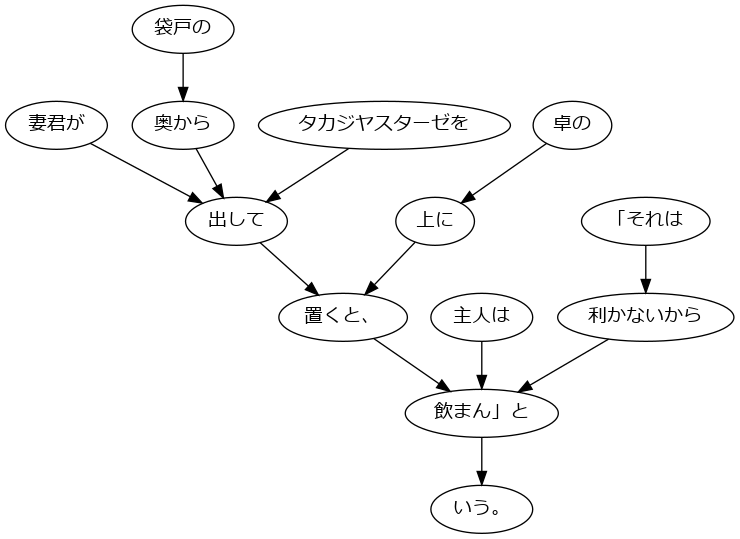 袋戸の
妻君が
奥から
タカジヤスターゼを
卓の
出して
上に
「それは
置くと、
主人は
利かないから
飲まん」と
いう。